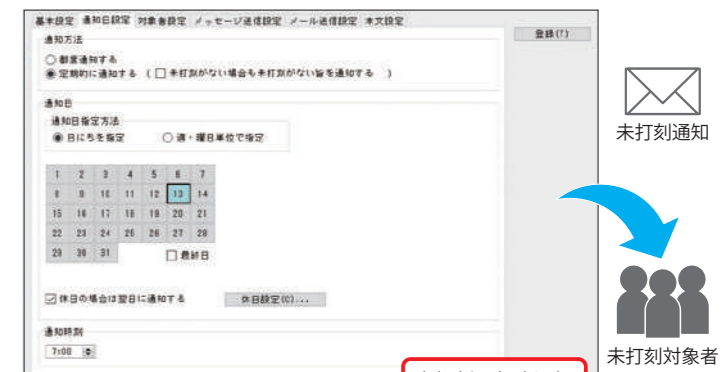 基本設定 通知日設定 対象者設定 メッセージ送信設定 メール送信設定 本文設定
登録(T)
通知方法
都度通知する
定期的に通知する ( 未打刻がない場合も未打刻がない旨を通知する )
通知日
通知日指定方法
日にちを指定 週・曜日単位で指定
1 2 3 4 5 6 7
8 9 10 11 12 13 14
15 16 17 18 19 20 21
22 23 24 25 26 27 28
29 30 31 最終日
休日の場合は翌日に通知する 休日設定(C)...
通知時刻
7:00
未打刻通知
未打刻対象者